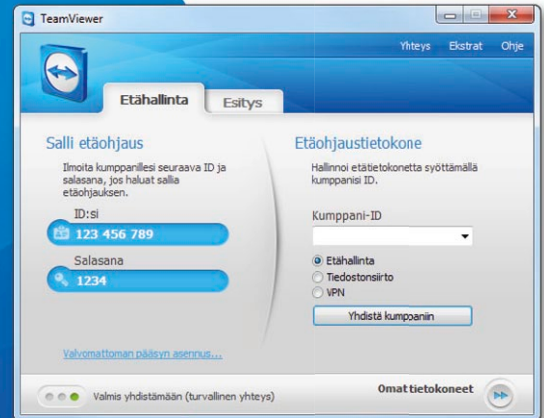 TeamViewer
Yhteys Ekstrat Ohje
Etähallinta Esitys
Salli etäohjaus
Ilmoita kumppanillesi seuraava ID ja
salasana, jos haluat sallia
etäohjauksen.
ID:si
123 456 789
Salasana
1234
Valvomattoman pääsyn asennus...
Etäohjaustietokone
Hallinnoi etätietokonetta syöttämällä
kumppanisi ID.
Kumppani-ID
Etähallinta
Tiedostonsiirto
VPN
Yhdistä kumppaniin
Valmis yhdistämään (turvallinen yhteys)
Omat tietokoneet